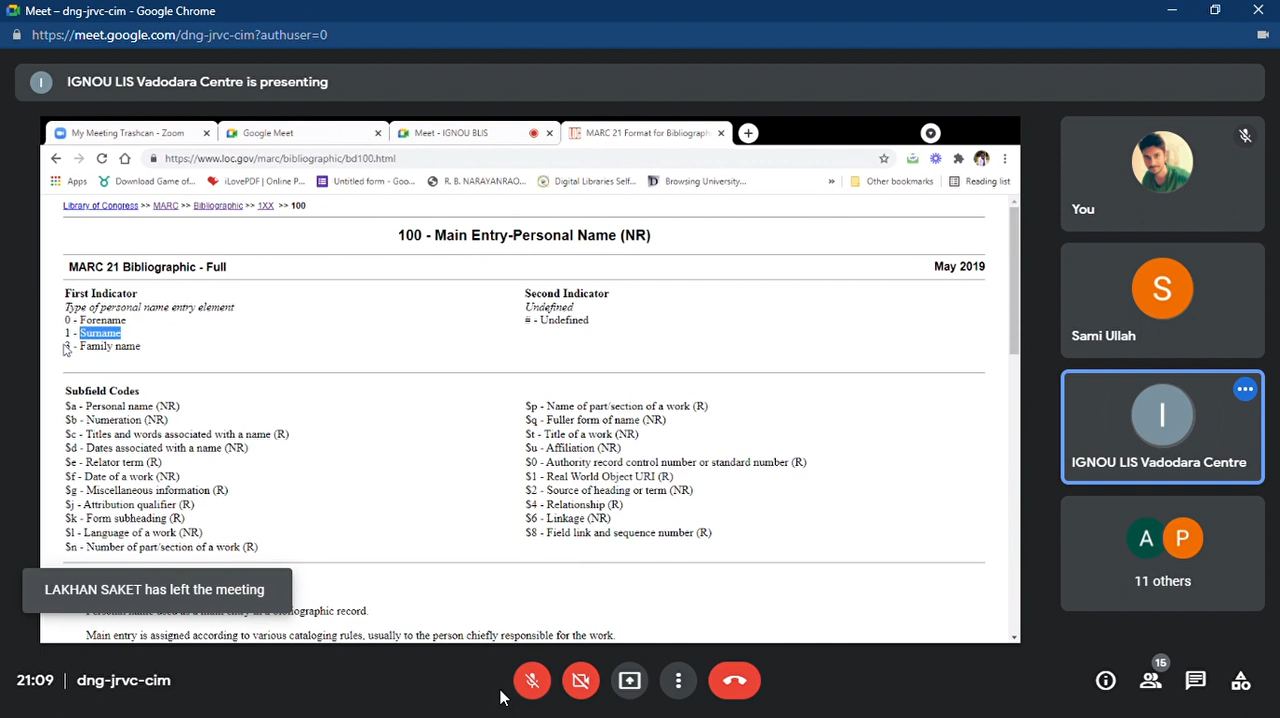 Meet – dng-jrvc-cim - Google Chrome
https://meet.google.com/dng-jrvc-cim?authuser=0
I IGNOU LIS Vadodara Centre is presenting
My Meeting Trashcan - Zoom Google Meet Meet - IGNOU BLIS MARC 21 Format for Bibliograph
https://www.loc.gov/marc/bibliographic/bd100.html
Apps Download Game of... iLovePDF | Online P... Untitled form - Goo... R. B. NARAYANRAO... Digital Libraries Self... Browsing University... » Other bookmarks Reading list
Library of Congress >> MARC >> Bibliographic >> 1XX >> 100
100 - Main Entry-Personal Name (NR)
MARC 21 Bibliographic - Full May 2019
First Indicator
Type of personal name entry element
0 - Forename
1 - Surname
3 - Family name
Second Indicator
Undefined
# - Undefined
Subfield Codes
$a - Personal name (NR)
$b - Numeration (NR)
$c - Titles and words associated with a name (R)
$d - Dates associated with a name (NR)
$e - Relator term (R)
$f - Date of a work (NR)
$g - Miscellaneous information (R)
$j - Attribution qualifier (R)
$k - Form subheading (R)
$l - Language of a work (NR)
$n - Number of part/section of a work (R)
$p - Name of part/section of a work (R)
$q - Fuller form of name (NR)
$t - Title of a work (NR)
$u - Affiliation (NR)
$0 - Authority record control number or standard number (R)
$1 - Real World Object URI (R)
$2 - Source of heading or term (NR)
$4 - Relationship (R)
$6 - Linkage (NR)
$8 - Field link and sequence number (R)
LAKHAN SAKET has left the meeting
Personal name used as a main entry in a bibliographic record.
Main entry is assigned according to various cataloging rules, usually to the person chiefly responsible for the work.
You
S
Sami Ullah
I
IGNOU LIS Vadodara Centre
A P
11 others
21:09 | dng-jrvc-cim
15